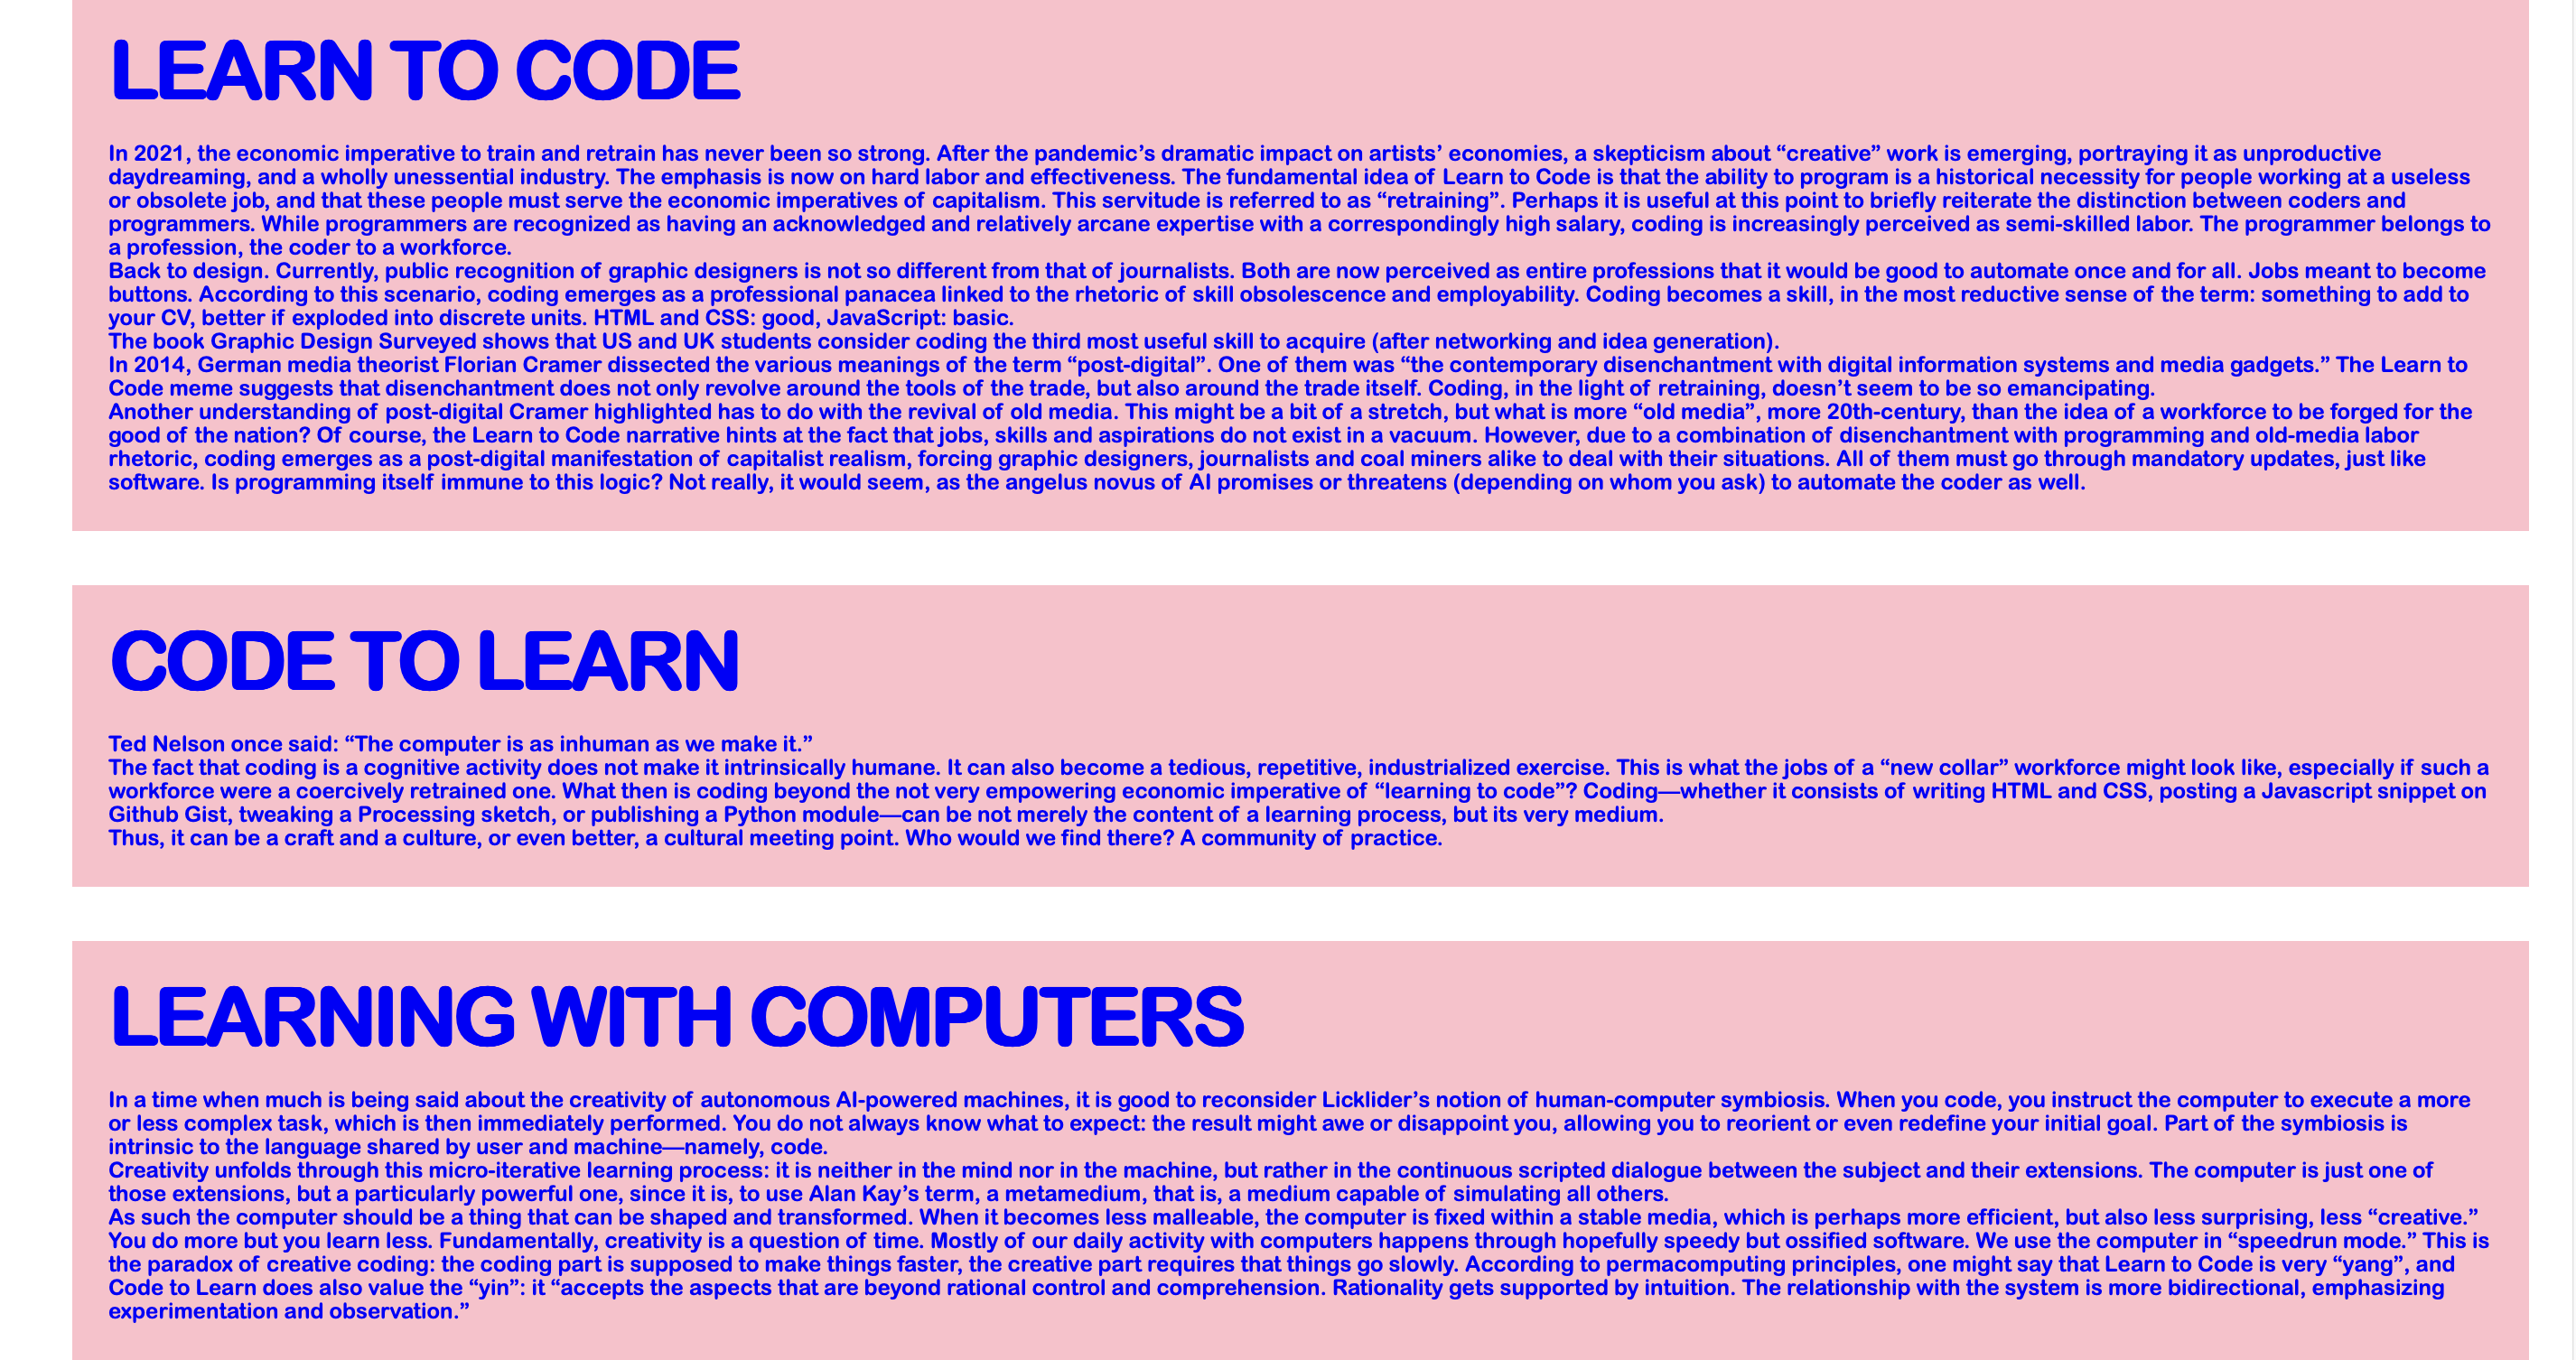 LEARN TO CODE
In 2021, the economic imperative to train and retrain has never been so strong. After the pandemic’s dramatic impact on artists’ economies, a skepticism about “creative” work is emerging, portraying it as unproductive
daydreaming, and a wholly unessential industry. The emphasis is now on hard labor and effectiveness. The fundamental idea of Learn to Code is that the ability to program is a historical necessity for people working at a useless
or obsolete job, and that these people must serve the economic imperatives of capitalism. This servitude is referred to as “retraining”. Perhaps it is useful at this point to briefly reiterate the distinction between coders and
programmers. While programmers are recognized as having an acknowledged and relatively arcane expertise with a correspondingly high salary, coding is increasingly perceived as semi-skilled labor. The programmer belongs to
a profession, the coder to a workforce.
Back to design. Currently, public recognition of graphic designers is not so different from that of journalists. Both are now perceived as entire professions that it would be good to automate once and for all. Jobs meant to become
buttons. According to this scenario, coding emerges as a professional panacea linked to the rhetoric of skill obsolescence and employability. Coding becomes a skill, in the most reductive sense of the term: something to add to
your CV, better if exploded into discrete units. HTML and CSS: good, JavaScript: basic.
The book Graphic Design Surveyed shows that US and UK students consider coding the third most useful skill to acquire (after networking and idea generation).
In 2014, German media theorist Florian Cramer dissected the various meanings of the term “post-digital”. One of them was “the contemporary disenchantment with digital information systems and media gadgets.” The Learn to
Code meme suggests that disenchantment does not only revolve around the tools of the trade, but also around the trade itself. Coding, in the light of retraining, doesn’t seem to be so emancipating.
Another understanding of post-digital Cramer highlighted has to do with the revival of old media. This might be a bit of a stretch, but what is more “old media”, more 20th-century, than the idea of a workforce to be forged for the
good of the nation? Of course, the Learn to Code narrative hints at the fact that jobs, skills and aspirations do not exist in a vacuum. However, due to a combination of disenchantment with programming and old-media labor
rhetoric, coding emerges as a post-digital manifestation of capitalist realism, forcing graphic designers, journalists and coal miners alike to deal with their situations. All of them must go through mandatory updates, just like
software. Is programming itself immune to this logic? Not really, it would seem, as the angelus novus of AI promises or threatens (depending on whom you ask) to automate the coder as well.
CODE TO LEARN
Ted Nelson once said: “The computer is as inhuman as we make it.”
The fact that coding is a cognitive activity does not make it intrinsically humane. It can also become a tedious, repetitive, industrialized exercise. This is what the jobs of a “new collar” workforce might look like, especially if such a
workforce were a coercively retrained one. What then is coding beyond the not very empowering economic imperative of “learning to code”? Coding—whether it consists of writing HTML and CSS, posting a Javascript snippet on
Github Gist, tweaking a Processing sketch, or publishing a Python module—can be not merely the content of a learning process, but its very medium.
Thus, it can be a craft and a culture, or even better, a cultural meeting point. Who would we find there? A community of practice.
LEARNING WITH COMPUTERS
In a time when much is being said about the creativity of autonomous AI-powered machines, it is good to reconsider Licklider’s notion of human-computer symbiosis. When you code, you instruct the computer to execute a more
or less complex task, which is then immediately performed. You do not always know what to expect: the result might awe or disappoint you, allowing you to reorient or even redefine your initial goal. Part of the symbiosis is
intrinsic to the language shared by user and machine—namely, code.
Creativity unfolds through this micro-iterative learning process: it is neither in the mind nor in the machine, but rather in the continuous scripted dialogue between the subject and their extensions. The computer is just one of
those extensions, but a particularly powerful one, since it is, to use Alan Kay’s term, a metamedium, that is, a medium capable of simulating all others.
As such the computer should be a thing that can be shaped and transformed. When it becomes less malleable, the computer is fixed within a stable media, which is perhaps more efficient, but also less surprising, less “creative.”
You do more but you learn less. Fundamentally, creativity is a question of time. Mostly of our daily activity with computers happens through hopefully speedy but ossified software. We use the computer in “speedrun mode.” This is
the paradox of creative coding: the coding part is supposed to make things faster, the creative part requires that things go slowly. According to permacomputing principles, one might say that Learn to Code is very “yang”, and
Code to Learn does also value the “yin”: it “accepts the aspects that are beyond rational control and comprehension. Rationality gets supported by intuition. The relationship with the system is more bidirectional, emphasizing
experimentation and observation.”